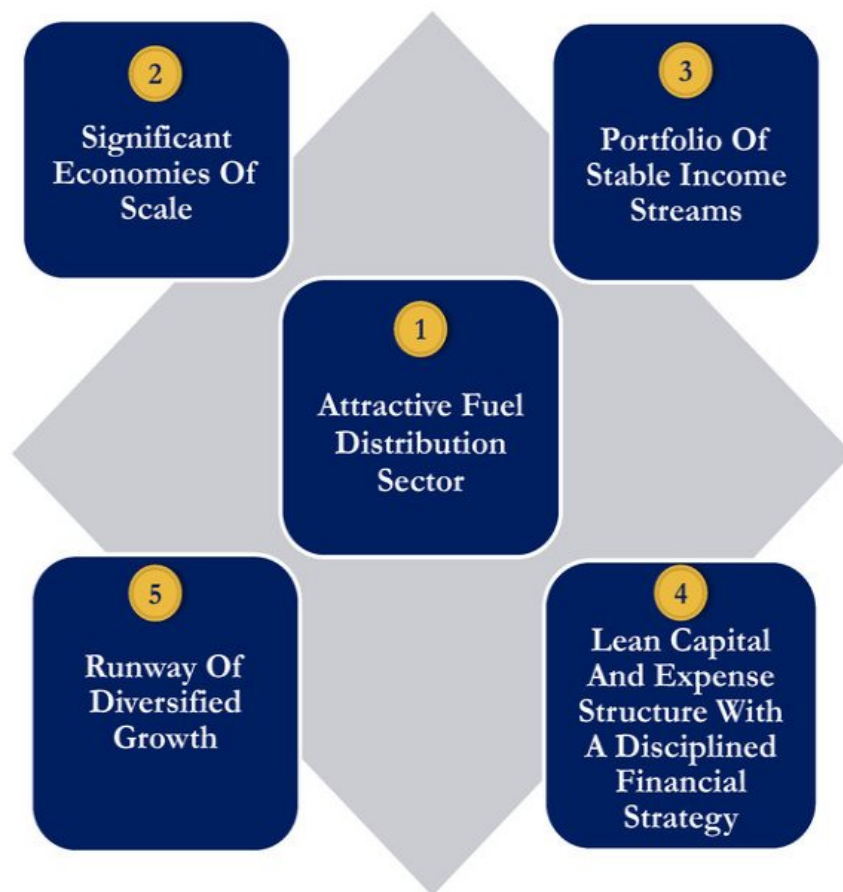 2
Significant
Economies Of
Scale
3
Portfolio Of
Stable Income
Streams
1
Attractive Fuel
Distribution
Sector
5
Runway Of
Diversified
Growth
4
Lean Capital
And Expense
Structure With
A Disciplined
Financial
Strategy